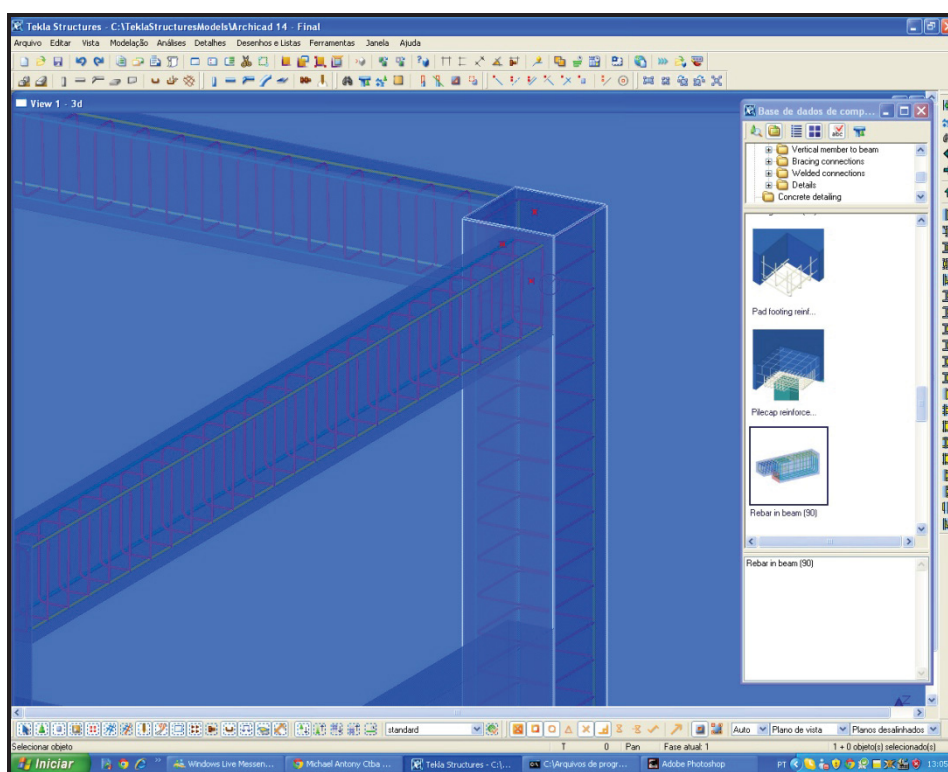 Tekla Structures - C:\TeklaStructuresModels\Archicad 14 - Final
Arquivo Editar Vista Modelação Análises Detalhes Desenhos e Listas Ferramentas Janela Ajuda
View 1 - 3d
Base de dados de comp...
Vertical member to beam
Bracing connections
Welded connections
Details
Concrete detailing
Pad footing reinf...
Pilecap reinforce...
Rebar in beam (90)
Rebar in beam (90)
standard
Auto
Plano de vista
Planos desalinhados
Selecionar objeto
T 0 Pan Fase atual: 1 1 + 0 objeto(s) selecionado(s)
Iniciar
Windows Live Messen...
Michael Antony Ctba ...
Tekla Structures - C:\...
C:\Arquivos de progr...
Adobe Photoshop
PT
13:05